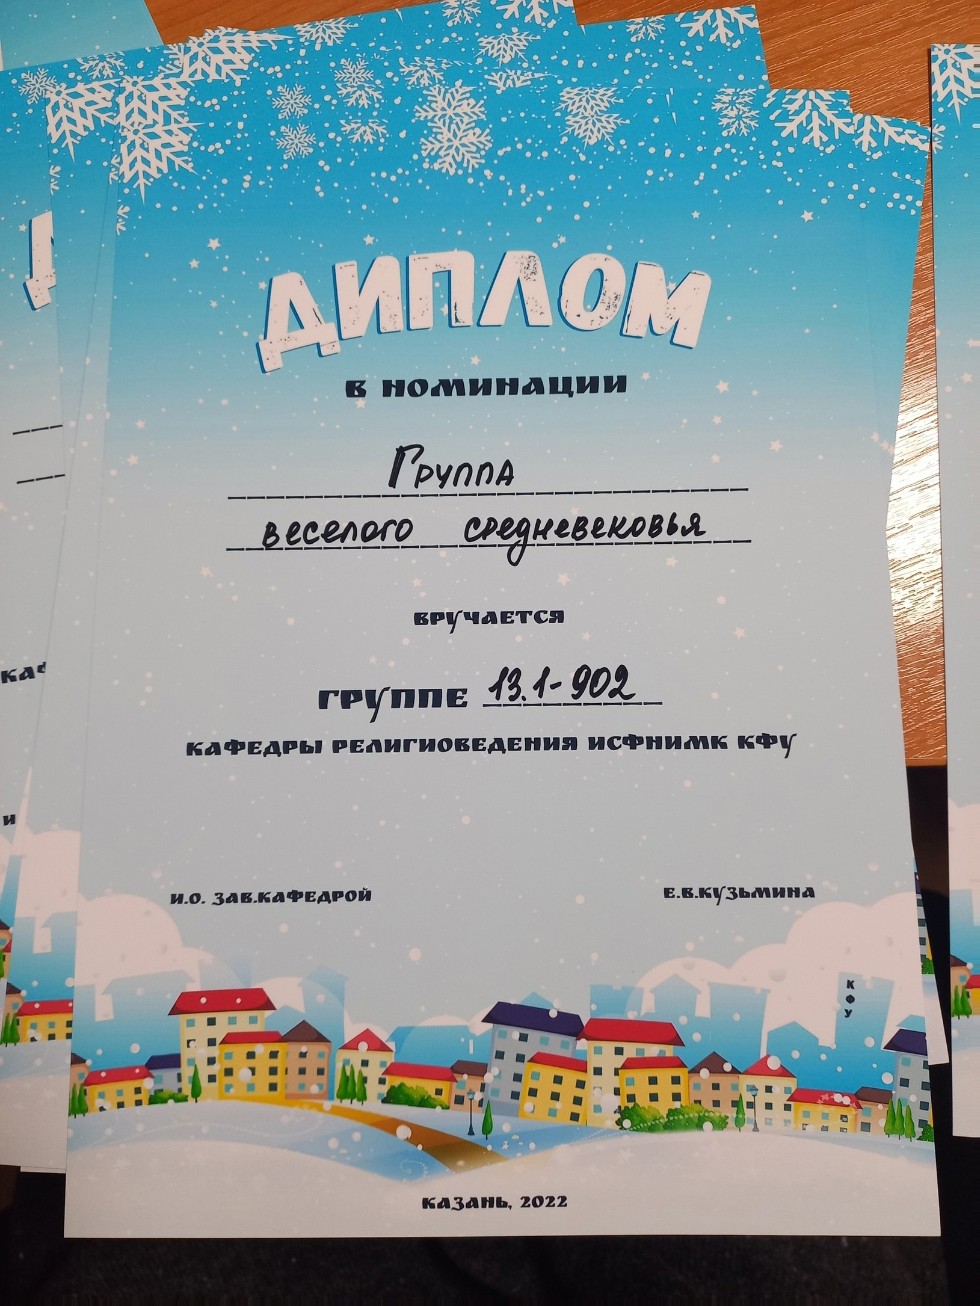 ДИПЛОМ
В НОМИНАЦИИ
Группа
веселого средневековья
ВРУЧАЕТСЯ
ГРУППЕ 13.1-902
КАФЕДРЫ РЕЛИГИОВЕДЕНИЯ ИСФНИМК КФУ
И.О. ЗАВ.КАФЕДРОЙ Е.В.КУЗЬМИНА
КФУ
КАЗАНЬ, 2022